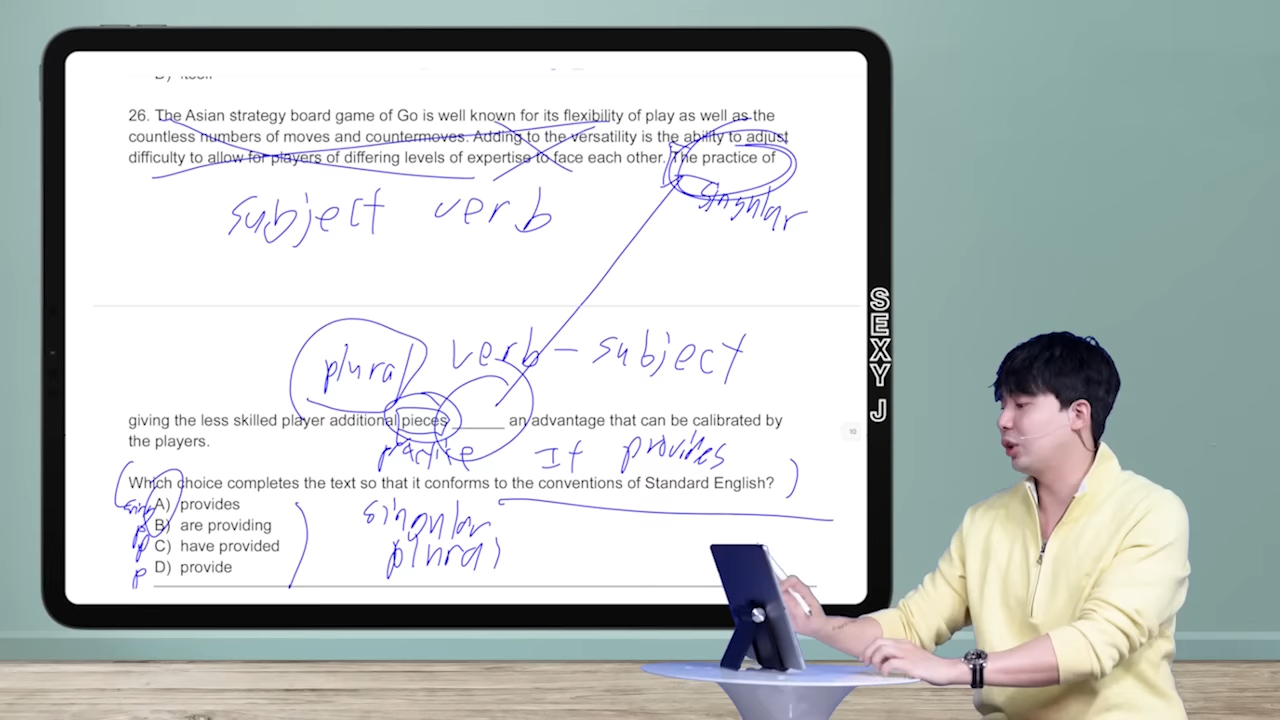 D) itself
26. The Asian strategy board game of Go is well known for its flexibility of play as well as the
countless numbers of moves and countermoves. Adding to the versatility is the ability to adjust
difficulty to allow for players of differing levels of expertise to face each other. The practice of
singular
subject verb
plural verb – subject
giving the less skilled player additional pieces ______ an advantage that can be calibrated by
the players.
practice It provides
Which choice completes the text so that it conforms to the conventions of Standard English?
sing A) provides
p B) are providing
p C) have provided
p D) provide
singular
plural
10
SEXY J